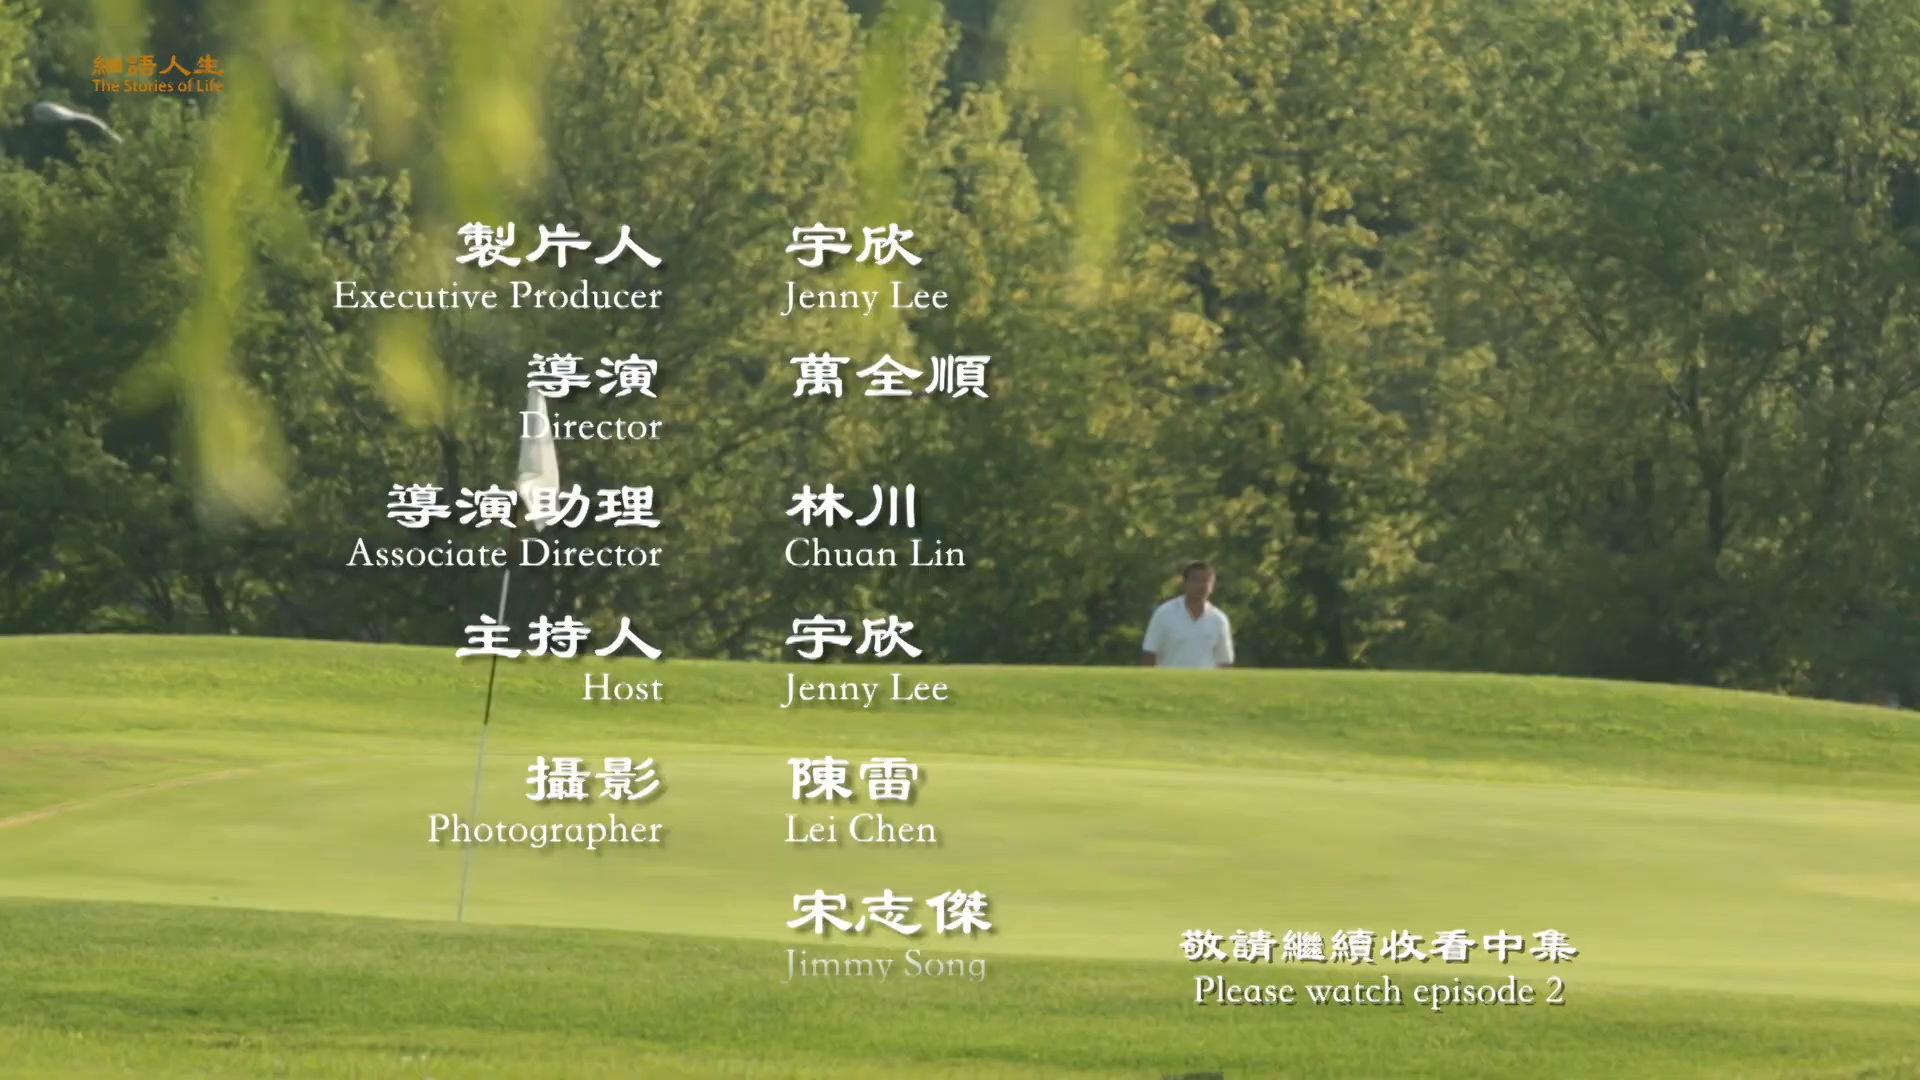 細語人生
The Stories of Life
製片人 宇欣
Executive Producer Jenny Lee
導演 萬全順
Director
導演助理 林川
Associate Director Chuan Lin
主持人 宇欣
Host Jenny Lee
攝影 陳雷
Photographer Lei Chen
宋志傑
Jimmy Song
敬請繼續收看中集
Please watch episode 2